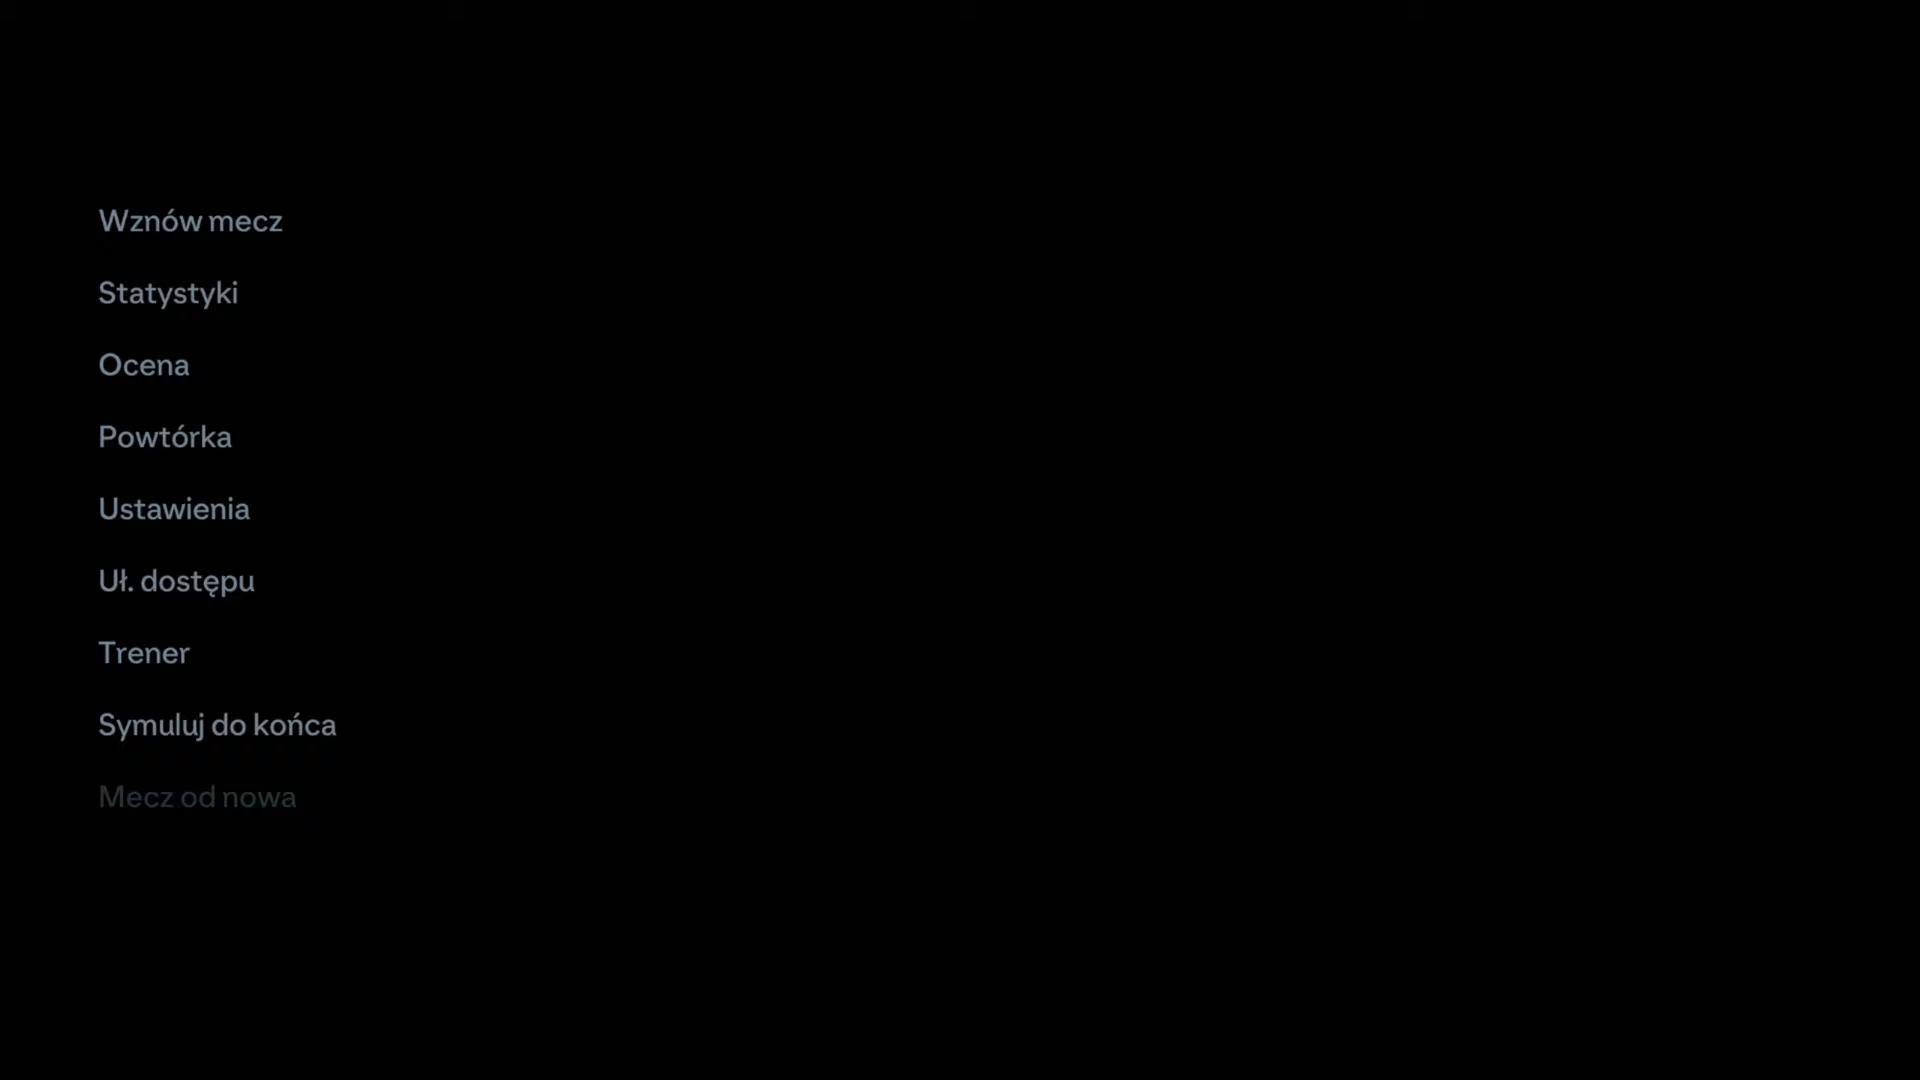 Wznów mecz
Statystyki
Ocena
Powtórka
Ustawienia
Uł. dostępu
Trener
Symuluj do końca
Mecz od nowa